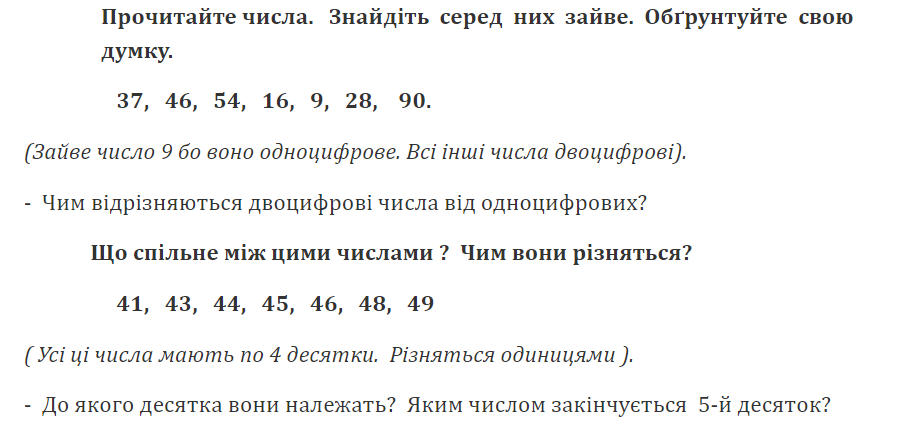 Прочитайте числа. Знайдіть серед них зайве. Обґрунтуйте свою
думку.
37, 46, 54, 16, 9, 28, 90.
(Зайве число 9 бо воно одноцифрове. Всі інші числа двоцифрові).
- Чим відрізняються двоцифрові числа від одноцифрових?
Що спільне між цими числами ? Чим вони різняться?
41, 43, 44, 45, 46, 48, 49
( Усі ці числа мають по 4 десятки. Різняться одиницями ).
- До якого десятка вони належать? Яким числом закінчується 5-й десяток?